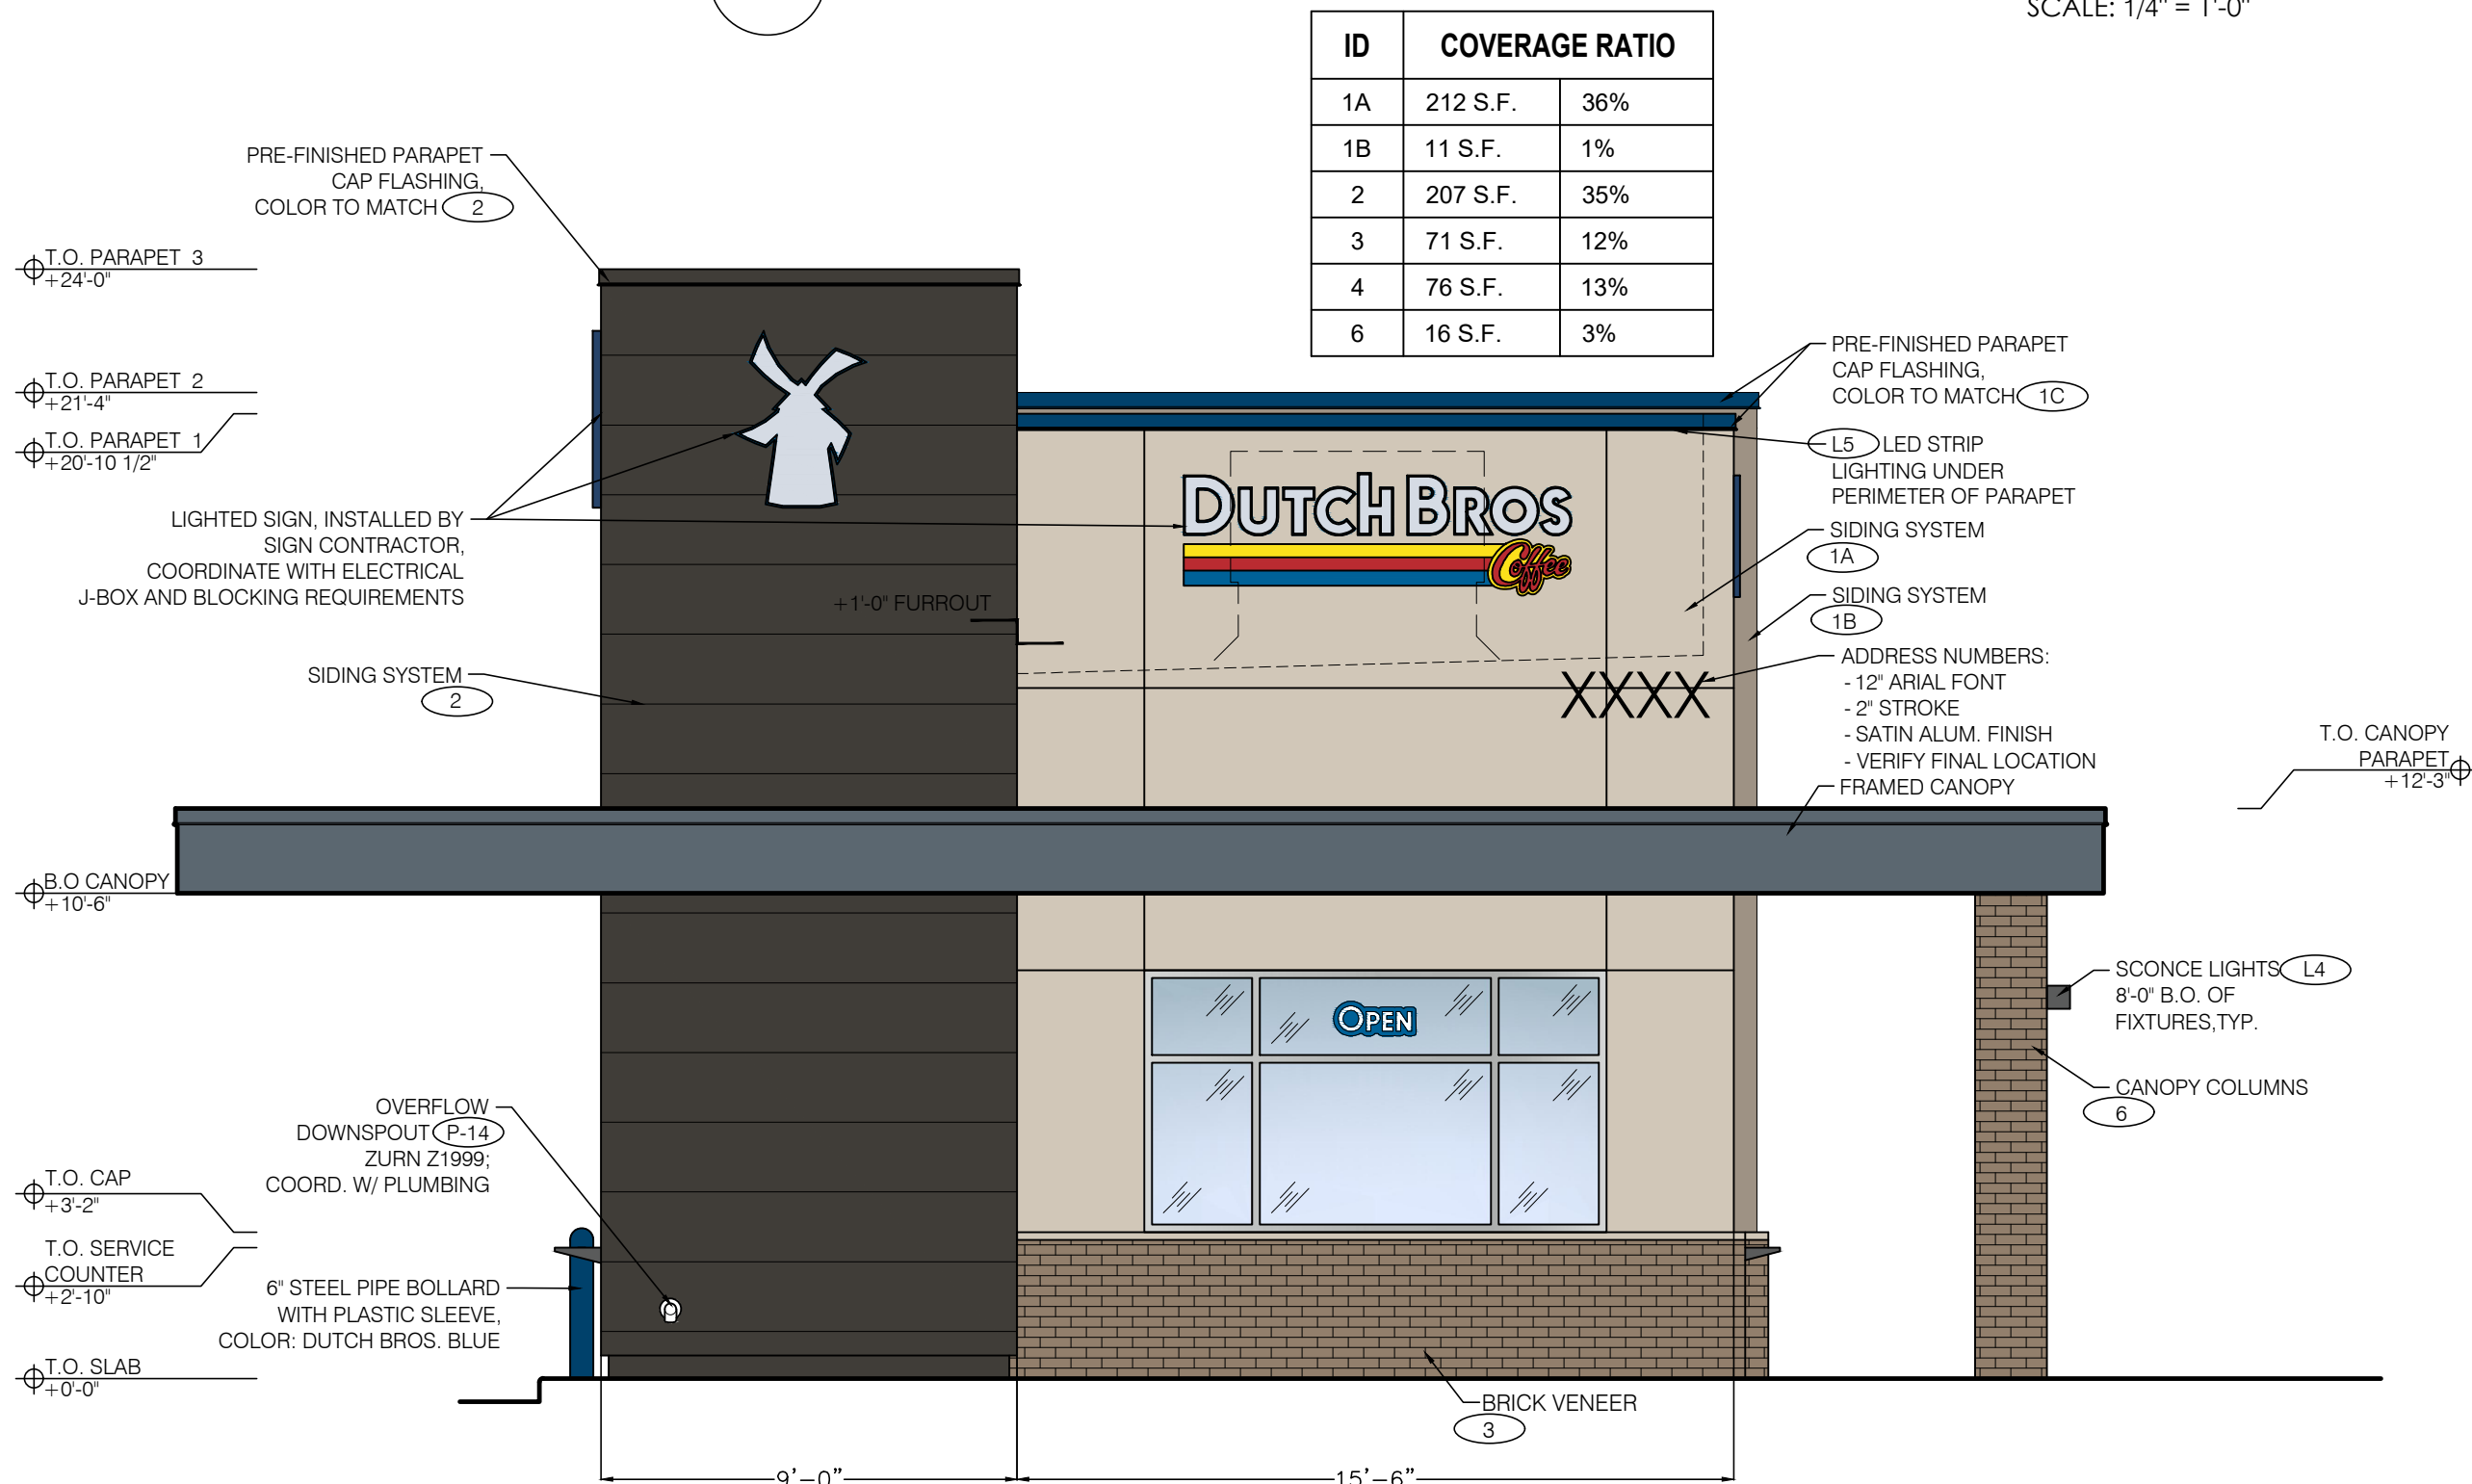 SCALE: 1/4" = 1'-0"
ID COVERAGE RATIO
1A 212 S.F. 36%
1B 11 S.F. 1%
2 207 S.F. 35%
3 71 S.F. 12%
4 76 S.F. 13%
6 16 S.F. 3%
PRE-FINISHED PARAPET
CAP FLASHING,
COLOR TO MATCH 2
T.O. PARAPET 3
+24'-0"
T.O. PARAPET 2
+21'-4"
T.O. PARAPET 1
+20'-10 1/2"
LIGHTED SIGN, INSTALLED BY
SIGN CONTRACTOR,
COORDINATE WITH ELECTRICAL
J-BOX AND BLOCKING REQUIREMENTS
+1'-0" FURROUT
SIDING SYSTEM
2
DUTCH BROS
Coffee
PRE-FINISHED PARAPET
CAP FLASHING,
COLOR TO MATCH 1C
L5 LED STRIP
LIGHTING UNDER
PERIMETER OF PARAPET
SIDING SYSTEM
1A
SIDING SYSTEM
1B
ADDRESS NUMBERS:
- 12" ARIAL FONT
- 2" STROKE
- SATIN ALUM. FINISH
- VERIFY FINAL LOCATION
FRAMED CANOPY
XXXX
T.O. CANOPY
PARAPET
+12'-3"
B.O CANOPY
+10'-6"
OPEN
SCONCE LIGHTS L4
8'-0" B.O. OF
FIXTURES,TYP.
CANOPY COLUMNS
6
OVERFLOW
DOWNSPOUT P-14
ZURN Z1999;
COORD. W/ PLUMBING
T.O. CAP
+3'-2"
T.O. SERVICE
COUNTER
+2'-10"
6" STEEL PIPE BOLLARD
WITH PLASTIC SLEEVE,
COLOR: DUTCH BROS. BLUE
T.O. SLAB
+0'-0"
BRICK VENEER
3
9'-0"
15'-6"